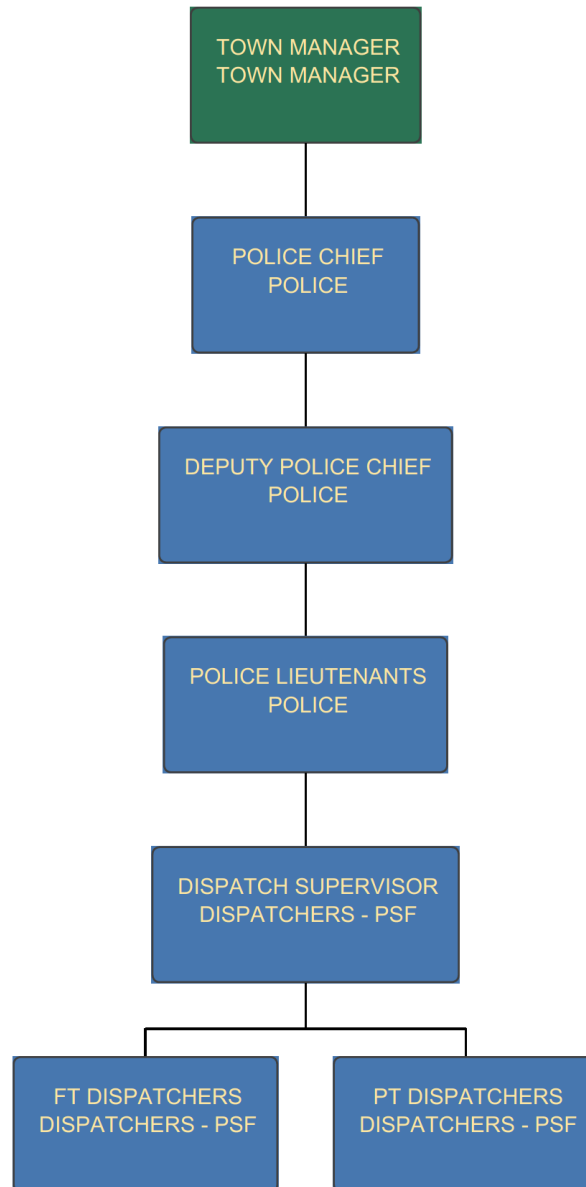 TOWN MANAGER
TOWN MANAGER
POLICE CHIEF
POLICE
DEPUTY POLICE CHIEF
POLICE
POLICE LIEUTENANTS
POLICE
DISPATCH SUPERVISOR
DISPATCHERS - PSF
FT DISPATCHERS
DISPATCHERS - PSF
PT DISPATCHERS
DISPATCHERS - PSF